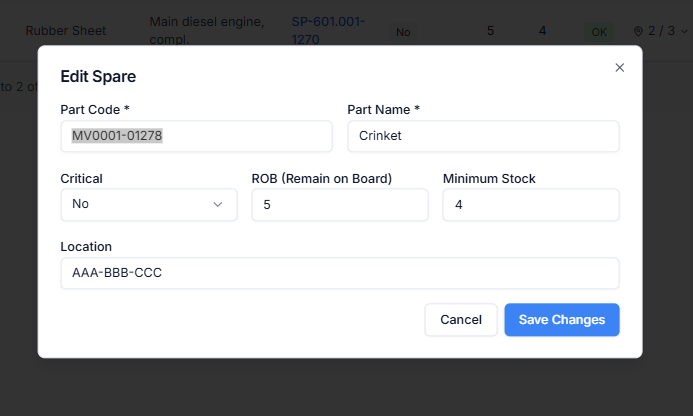 Rubber Sheet
Main diesel engine,
compl.
SP-601.001-
1270
No
5
4
OK
2 / 3
to 2 of
Edit Spare
Part Code *
Part Name *
MV0001-01278
Crinket
Critical
ROB (Remain on Board)
Minimum Stock
No
5
4
Location
AAA-BBB-CCC
Cancel
Save Changes